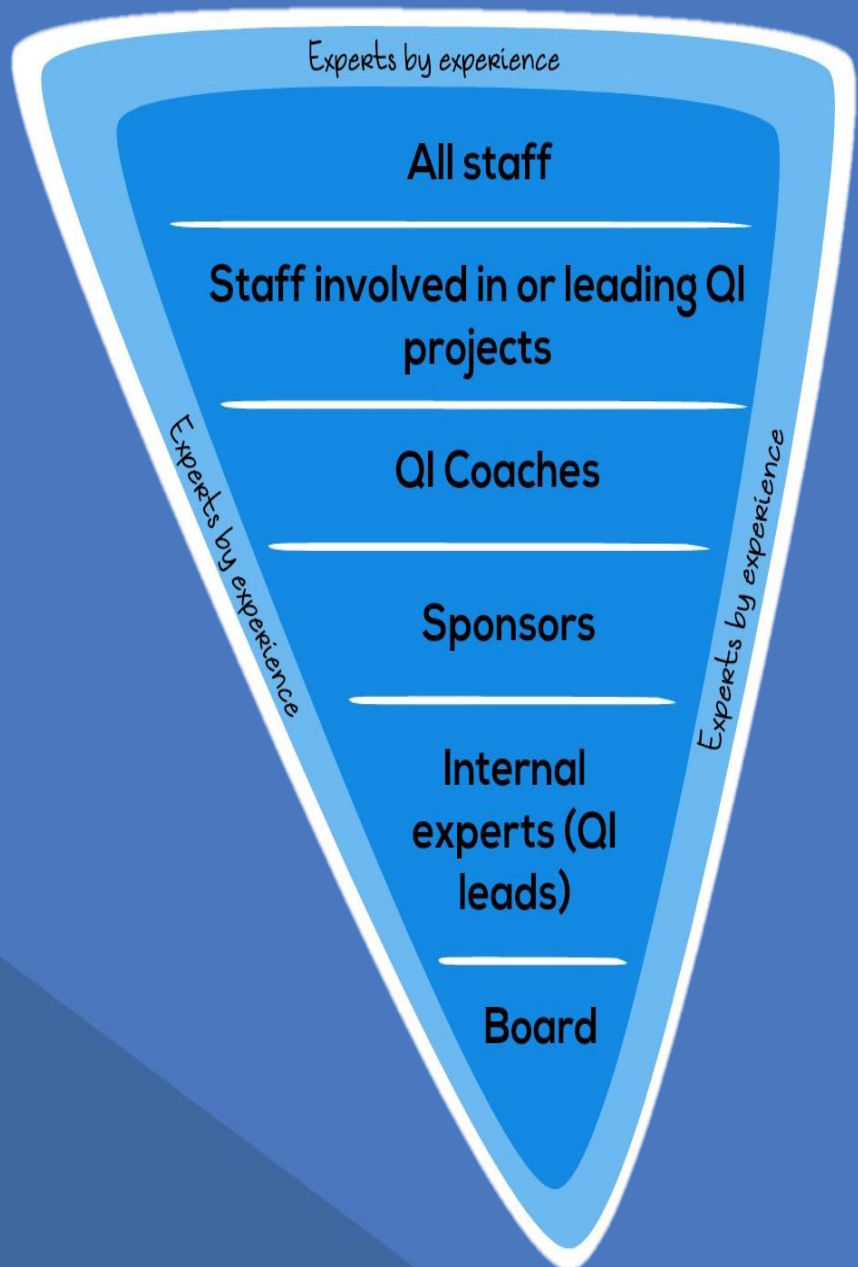 Experts by experience
All staff
Staff involved in or leading QI
projects
QI Coaches
Experts by experience
Experts by experience
Sponsors
Internal
experts (QI
leads)
Board